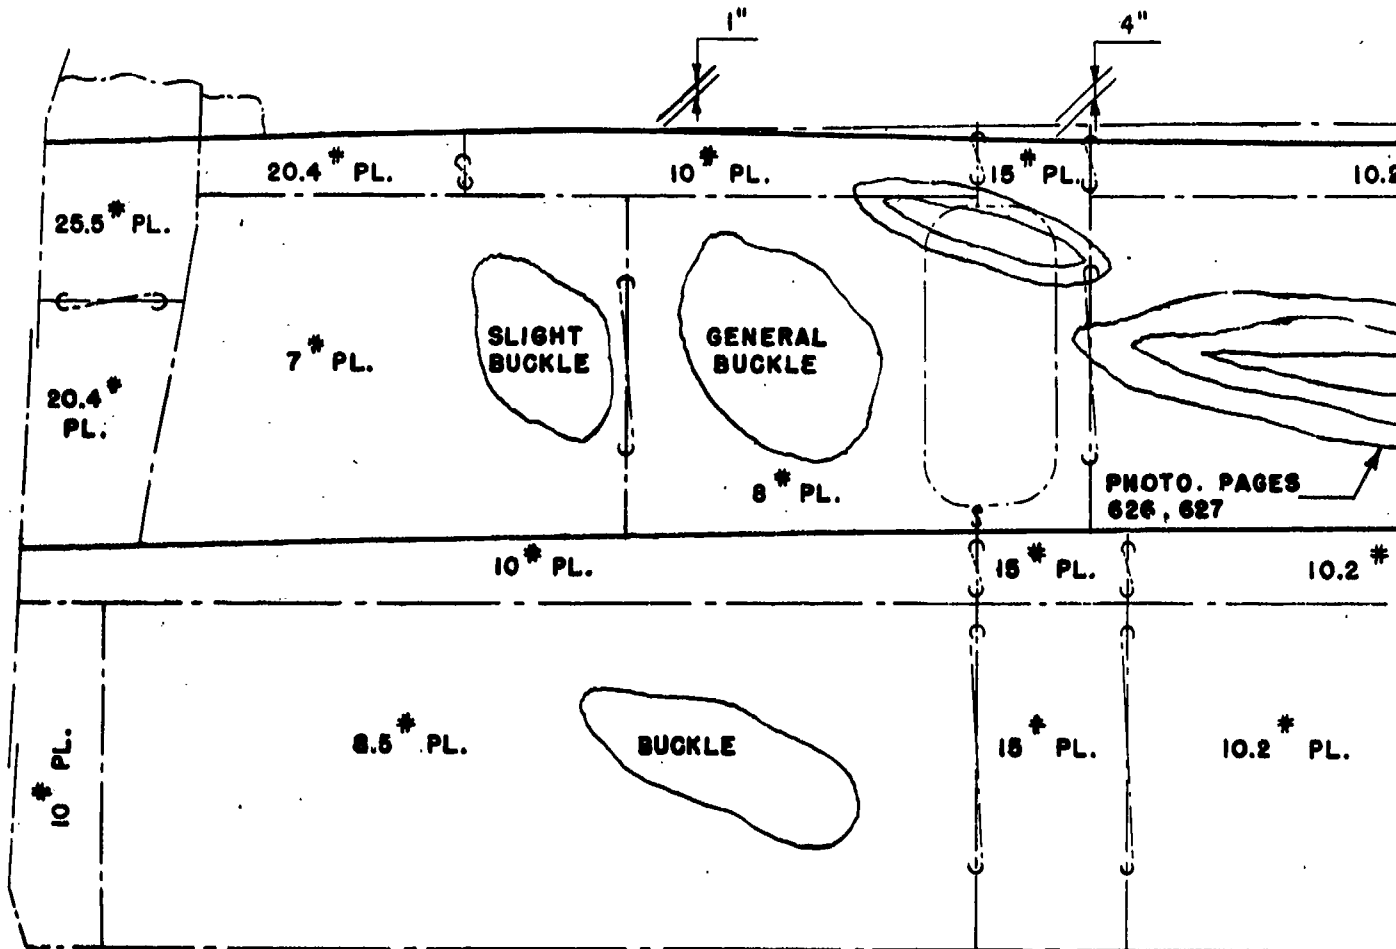 1"
4"
20.4# PL.
10# PL.
15# PL.
10.2
25.5# PL.
SLIGHT
BUCKLE
GENERAL
BUCKLE
7# PL.
20.4#
PL.
8# PL.
PHOTO. PAGES
626, 627
10# PL.
15# PL.
10.2#
10# PL.
8.5# PL.
BUCKLE
15# PL.
10.2# PL.